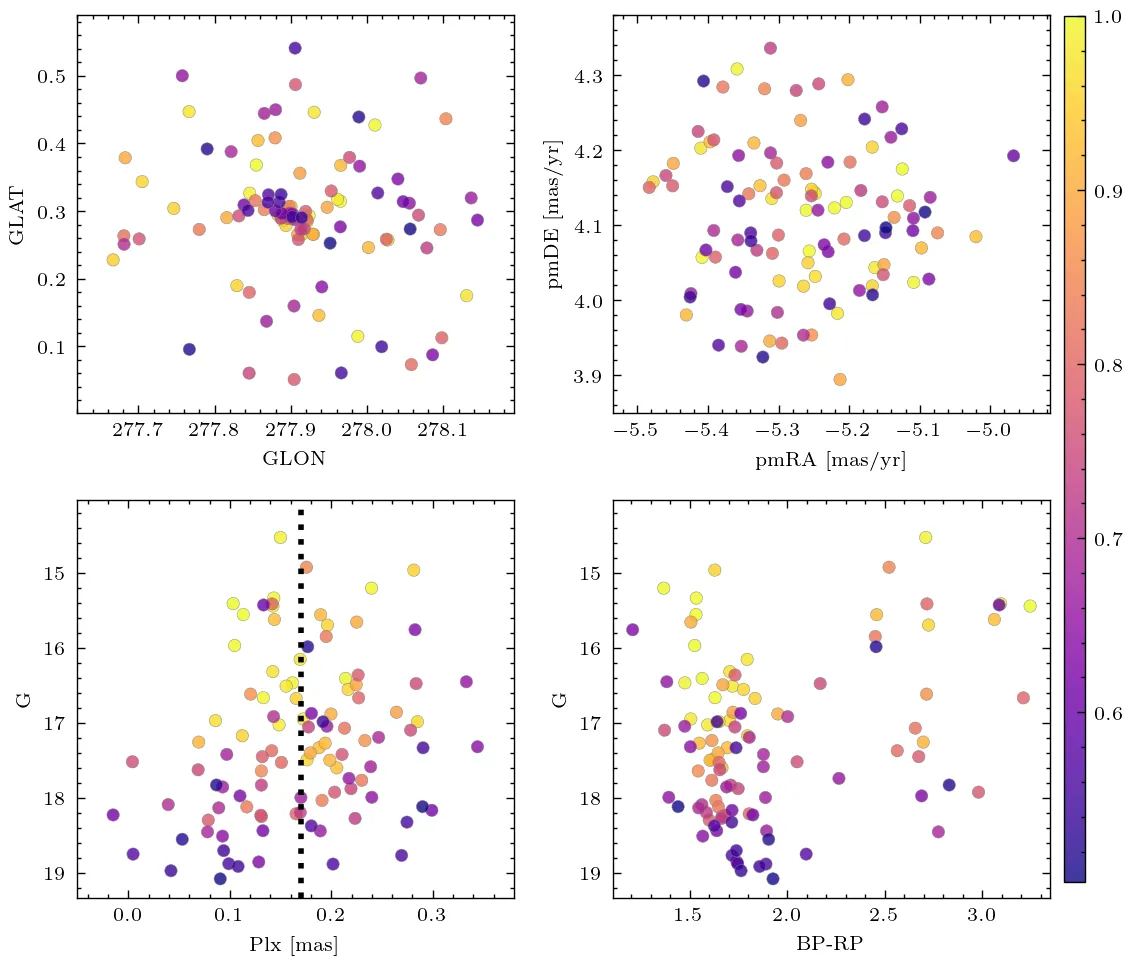 0.5
0.4
0.3
0.2
0.1
GLAT
277.7 277.8 277.9 278.0 278.1
GLON
4.3
4.2
4.1
4.0
3.9
pmDE [mas/yr]
−5.5 −5.4 −5.3 −5.2 −5.1 −5.0
pmRA [mas/yr]
1.0
0.9
0.8
0.7
0.6
15
16
17
18
19
G
0.0 0.1 0.2 0.3
Plx [mas]
15
16
17
18
19
G
1.5 2.0 2.5 3.0
BP-RP